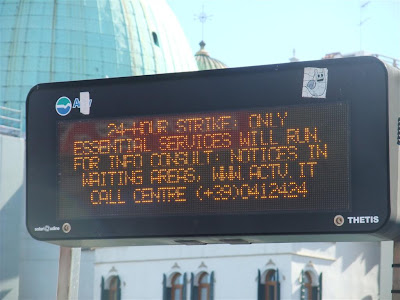 24-HOUR STRIKE: ONLY
ESSENTIAL SERVICES WILL RUN.
FOR INFO CONSULT: NOTICES IN
WAITING AREAS, WWW. ACTV. IT
CALL CENTRE (+39)0412424
THETIS